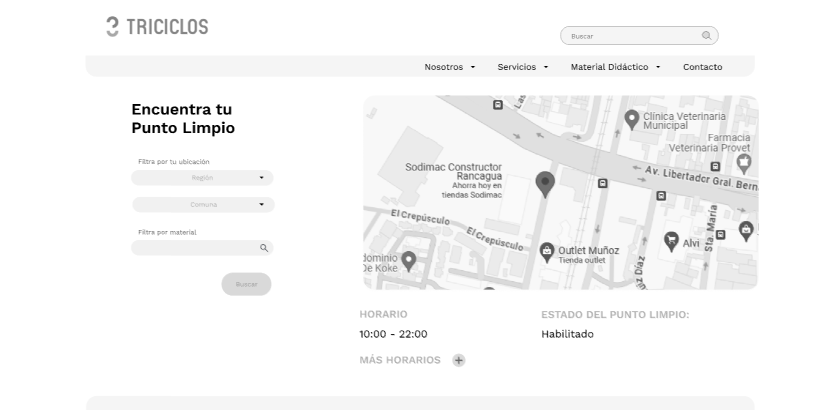 TRICICLOS
Buscar
Nosotros
Servicios
Material Didáctico
Contacto
Encuentra tu
Punto Limpio
Filtra por tu ubicación
Región
Comuna
Filtra por material
Buscar
Las
Clínica Veterinaria
Municipal
Farmacia
Veterinaria Provet
Sodimac Constructor
Rancagua
Ahorra hoy en
tiendas Sodimac
Av. Libertador Gral. Bern
El Crepúsculo
El Crepúsculo
dominio
De Koke
Outlet Muñoz
Tienda outlet
Alvi
Sta. María
Díaz
HORARIO
10:00 - 22:00
MÁS HORARIOS
ESTADO DEL PUNTO LIMPIO:
Habilitado